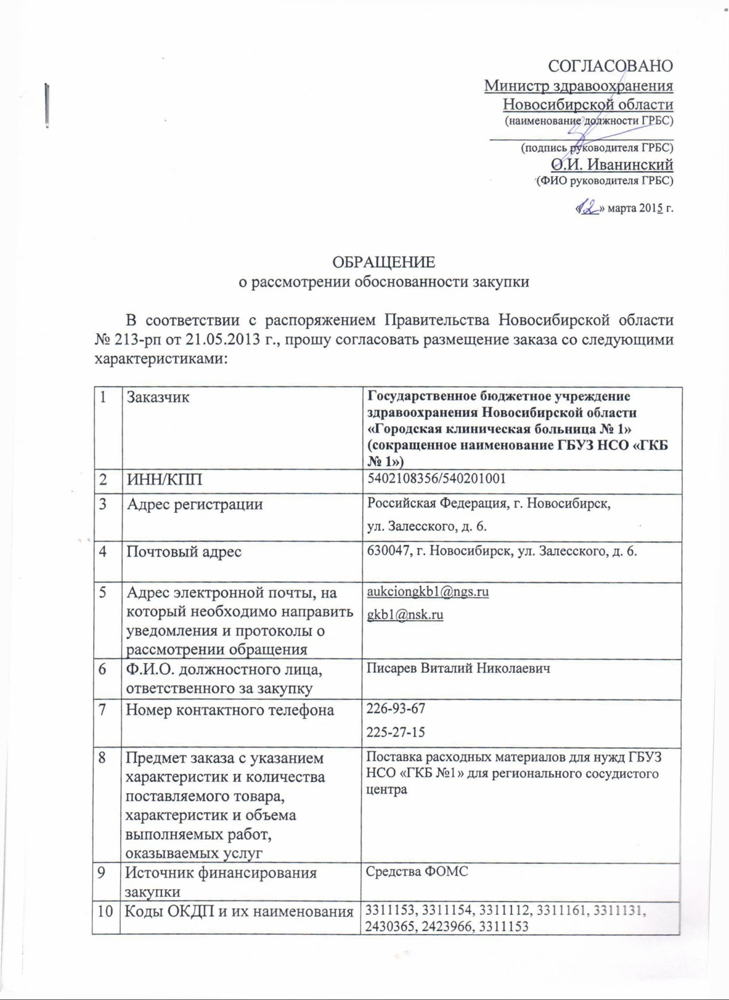 СОГЛАСОВАНО
Министр здравоохранения
Новосибирской области
(наименование должности ГРБС)
(подпись руководителя ГРБС)
О.И. Иванинский
(ФИО руководителя ГРБС)
«12» марта 2015 г.
ОБРАЩЕНИЕ
о рассмотрении обоснованности закупки
В соответствии с распоряжением Правительства Новосибирской области
№ 213-рп от 21.05.2013 г., прошу согласовать размещение заказа со следующими
характеристиками:
1 Заказчик
Государственное бюджетное учреждение
здравоохранения Новосибирской области
«Городская клиническая больница № 1»
(сокращенное наименование ГБУЗ НСО «ГКБ
№ 1»)
2 ИНН/КПП 5402108356/540201001
3 Адрес регистрации
Российская Федерация, г. Новосибирск,
ул. Залесского, д. 6.
4 Почтовый адрес 630047, г. Новосибирск, ул. Залесского, д. 6.
5 Адрес электронной почты, на
который необходимо направить
уведомления и протоколы о
рассмотрении обращения
aukciongkb1@ngs.ru
gkb1@nsk.ru
6 Ф.И.О. должностного лица,
ответственного за закупку
Писарев Виталий Николаевич
7 Номер контактного телефона
226-93-67
225-27-15
8 Предмет заказа с указанием
характеристик и количества
поставляемого товара,
характеристик и объема
выполняемых работ,
оказываемых услуг
Поставка расходных материалов для нужд ГБУЗ
НСО «ГКБ №1» для регионального сосудистого
центра
9 Источник финансирования
закупки
Средства ФОМС
10 Коды ОКДП и их наименования
3311153, 3311154, 3311112, 3311161, 3311131,
2430365, 2423966, 3311153